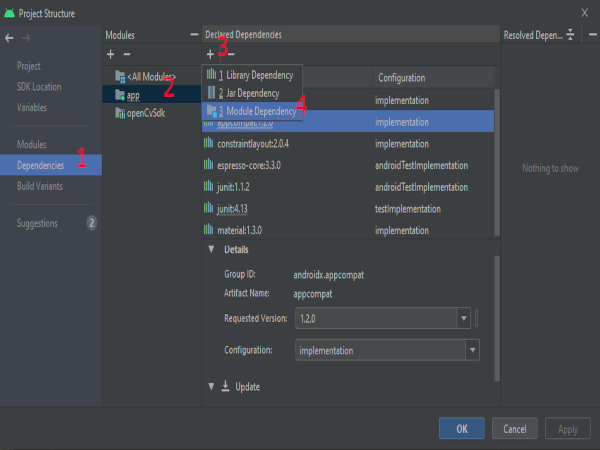 Project Structure
Modules
Declared Dependencies
Resolved Depen...
3
Project
SDK Location
Variables
Modules
Dependencies 1
Build Variants
Suggestions 2
<All Modules>
app 2
openCvSdk
1 Library Dependency
2 Jar Dependency
3 Module Dependency 4
Configuration
implementation
appcompat:1.2.0 implementation
constraintlayout:2.0.4 implementation
espresso-core:3.3.0 androidTestImplementation
junit:1.1.2 androidTestImplementation
junit:4.13 testImplementation
material:1.3.0 implementation
Nothing to show
Details
Group ID: androidx.appcompat
Artifact Name: appcompat
Requested Version: 1.2.0
Configuration: implementation
Update
OK Cancel Apply